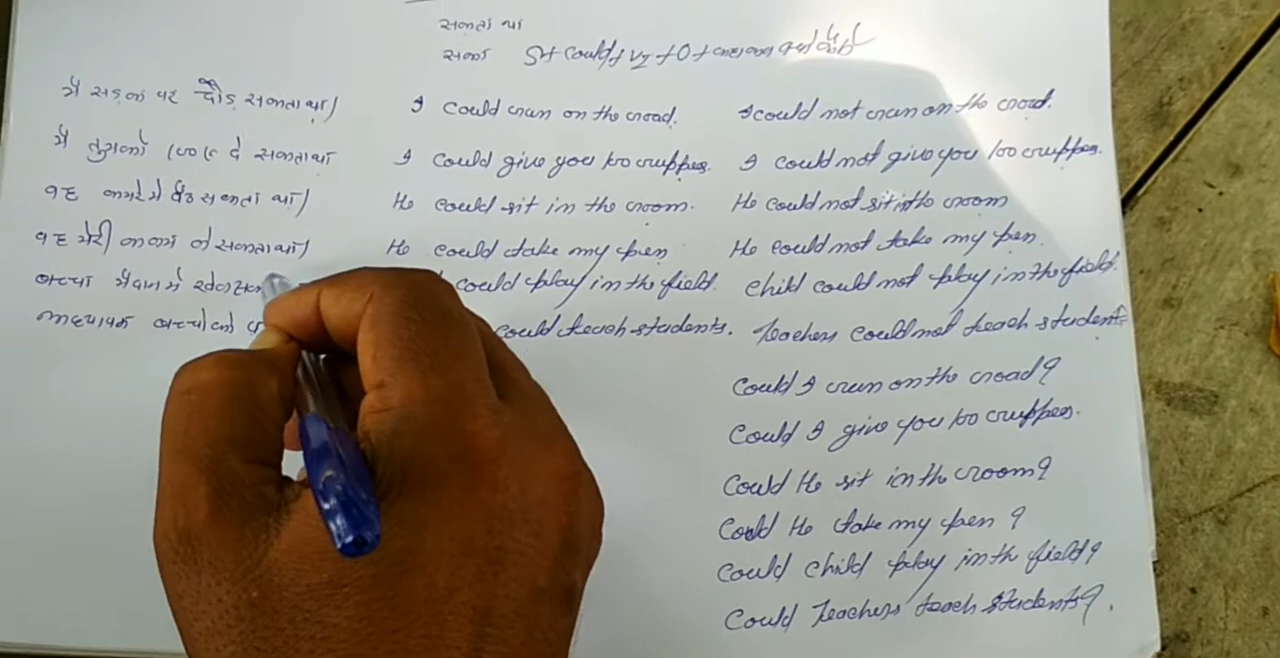 सकता था
सका S+ could + V1 + O +
मैं सड़क पर दौड़ सकता था। I could run on the road. I could not run on the road.
मैं तुमको 100 रु दे सकता था I could give you 100 ruppes. I could not give you 100 ruppes.
वह कमरे में बैठ सकता था। He could sit in the room. He could not sit in the room
वह मेरी कलम ले सकता था। He could take my pen He could not take my pen.
बच्चा मैदान में खेल could play in the field. child could not play in the field.
अध्यापक बच्चों को could teach students. Teachers could not teach student
Could I run on the road?
Could I give you 100 ruppes.
Could He sit in the room?
Could He take my pen ?
Could child play in th field?
Could Teachers teach students?.